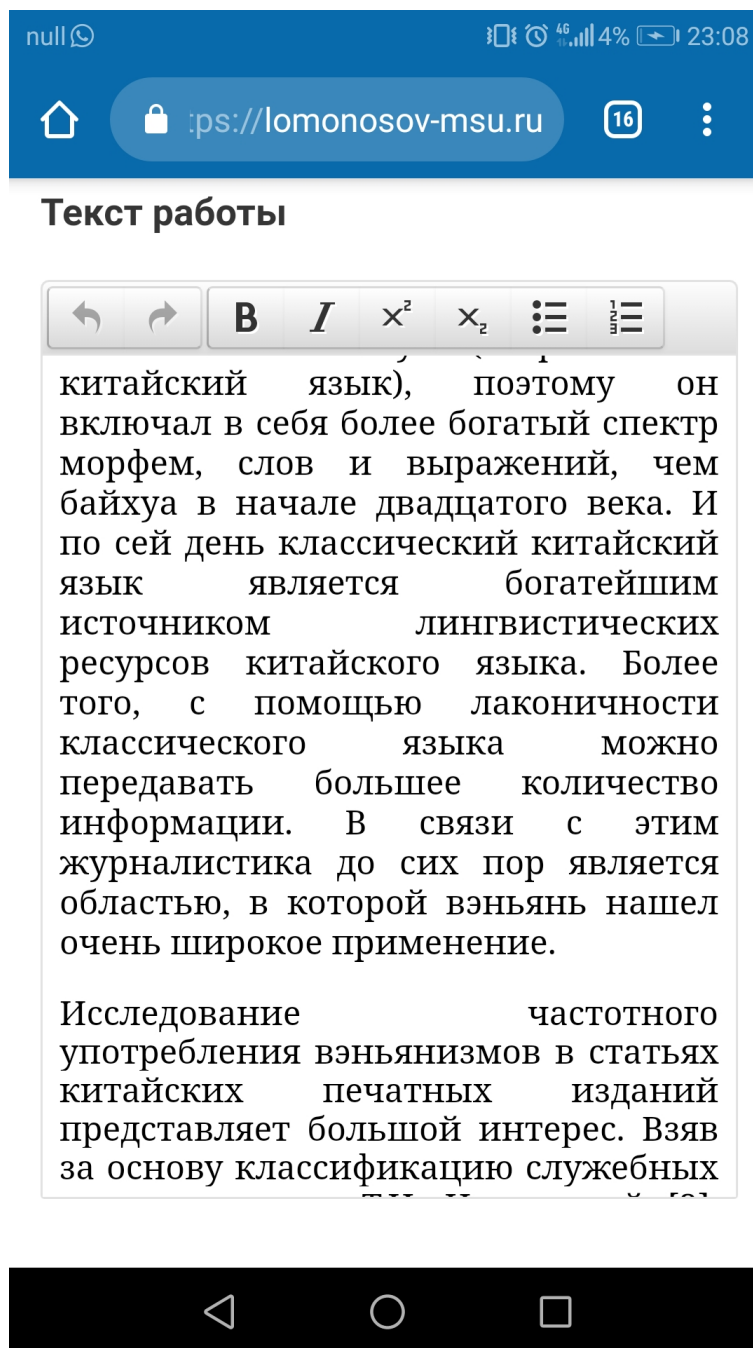 null
4G 4% 23:08
tps://lomonosov-msu.ru 16
Текст работы
B I x² x₂
китайский язык), поэтому он
включал в себя более богатый спектр
морфем, слов и выражений, чем
байхуа в начале двадцатого века. И
по сей день классический китайский
язык является богатейшим
источником лингвистических
ресурсов китайского языка. Более
того, с помощью лаконичности
классического языка можно
передавать большее количество
информации. В связи с этим
журналистика до сих пор является
областью, в которой вэньянь нашел
очень широкое применение.
Исследование частотного
употребления вэньянизмов в статьях
китайских печатных изданий
представляет большой интерес. Взяв
за основу классификацию служебных